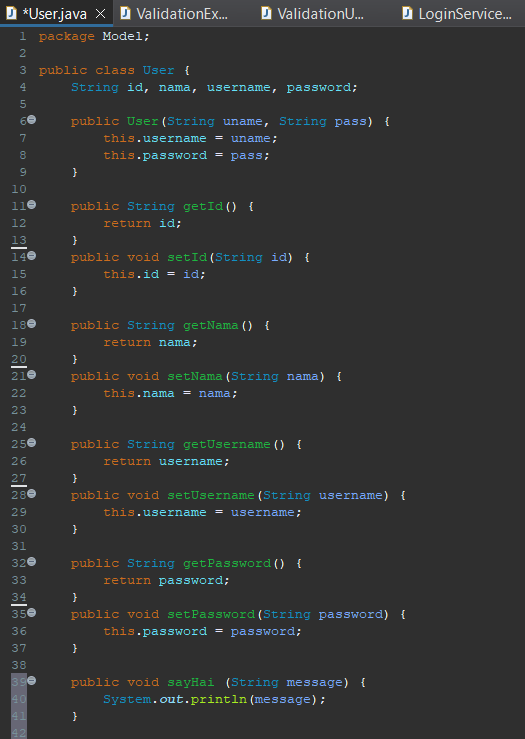 *User.java ValidationEx... ValidationU... LoginService...
1 package Model;
2
3 public class User {
4     String id, nama, username, password;
5
6     public User(String uname, String pass) {
7         this.username = uname;
8         this.password = pass;
9     }
10
11     public String getId() {
12         return id;
13     }
14     public void setId(String id) {
15         this.id = id;
16     }
17
18     public String getNama() {
19         return nama;
20     }
21     public void setNama(String nama) {
22         this.nama = nama;
23     }
24
25     public String getUsername() {
26         return username;
27     }
28     public void setUsername(String username) {
29         this.username = username;
30     }
31
32     public String getPassword() {
33         return password;
34     }
35     public void setPassword(String password) {
36         this.password = password;
37     }
38
39     public void sayHai (String message) {
40         System.out.println(message);
41     }
42